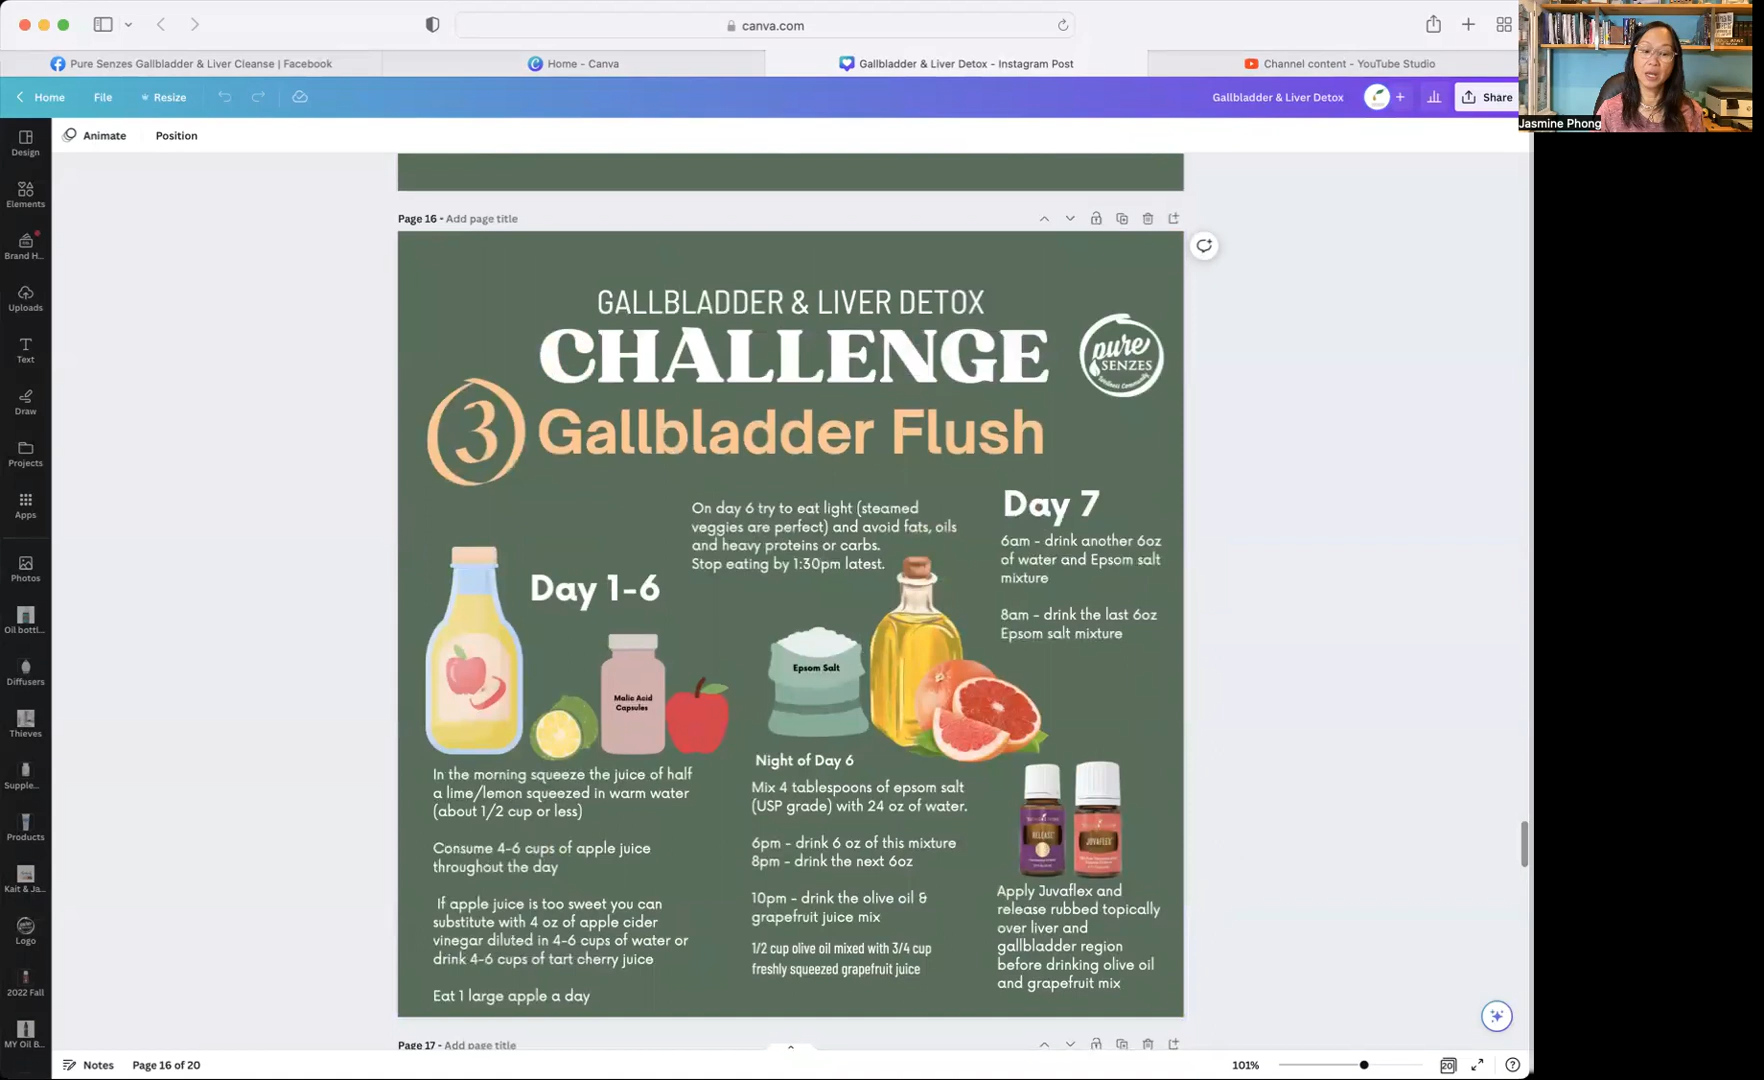 canva.com
Pure Senzes Gallbladder & Liver Cleanse | Facebook
Home - Canva
Gallbladder & Liver Detox - Instagram Post
Channel content - YouTube Studio
Home
File
Resize
Gallbladder & Liver Detox
Share
Jasmine Phong
Animate
Position
Design
Elements
Brand H...
Uploads
Text
Draw
Projects
Apps
Photos
Oil bottl...
Diffusers
Thieves
Supple...
Products
Kait & Ja...
Logo
2022 Fall
MY Oil B...
Page 16 - Add page title
GALLBLADDER & LIVER DETOX
CHALLENGE
pure
SENZES
3 Gallbladder Flush
Day 1-6
Malic Acid
Capsules
In the morning squeeze the juice of half
a lime/lemon squeezed in warm water
(about 1/2 cup or less)
Consume 4-6 cups of apple juice
throughout the day
If apple juice is too sweet you can
substitute with 4 oz of apple cider
vinegar diluted in 4-6 cups of water or
drink 4-6 cups of tart cherry juice
Eat 1 large apple a day
On day 6 try to eat light (steamed
veggies are perfect) and avoid fats, oils
and heavy proteins or carbs.
Stop eating by 1:30pm latest.
Epsom Salt
Night of Day 6
Mix 4 tablespoons of epsom salt
(USP grade) with 24 oz of water.
6pm - drink 6 oz of this mixture
8pm - drink the next 6oz
10pm - drink the olive oil &
grapefruit juice mix
1/2 cup olive oil mixed with 3/4 cup
freshly squeezed grapefruit juice
Day 7
6am - drink another 6oz
of water and Epsom salt
mixture
8am - drink the last 6oz
Epsom salt mixture
RELEASE
JUVAFLEX
Apply Juvaflex and
release rubbed topically
over liver and
gallbladder region
before drinking olive oil
and grapefruit mix
Page 17 - Add page title
Notes
Page 16 of 20
101%
20